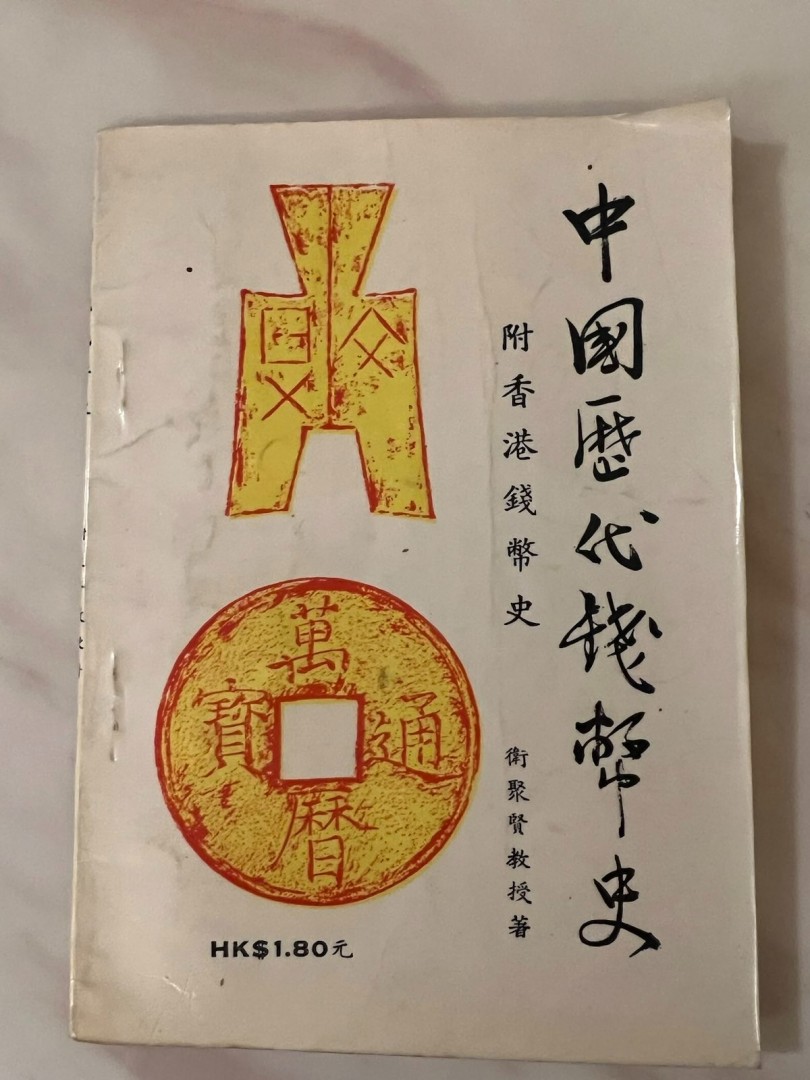 中國歷代錢幣史
附香港錢幣史
衛聚賢教授著
萬曆通寶
HK$1.80元